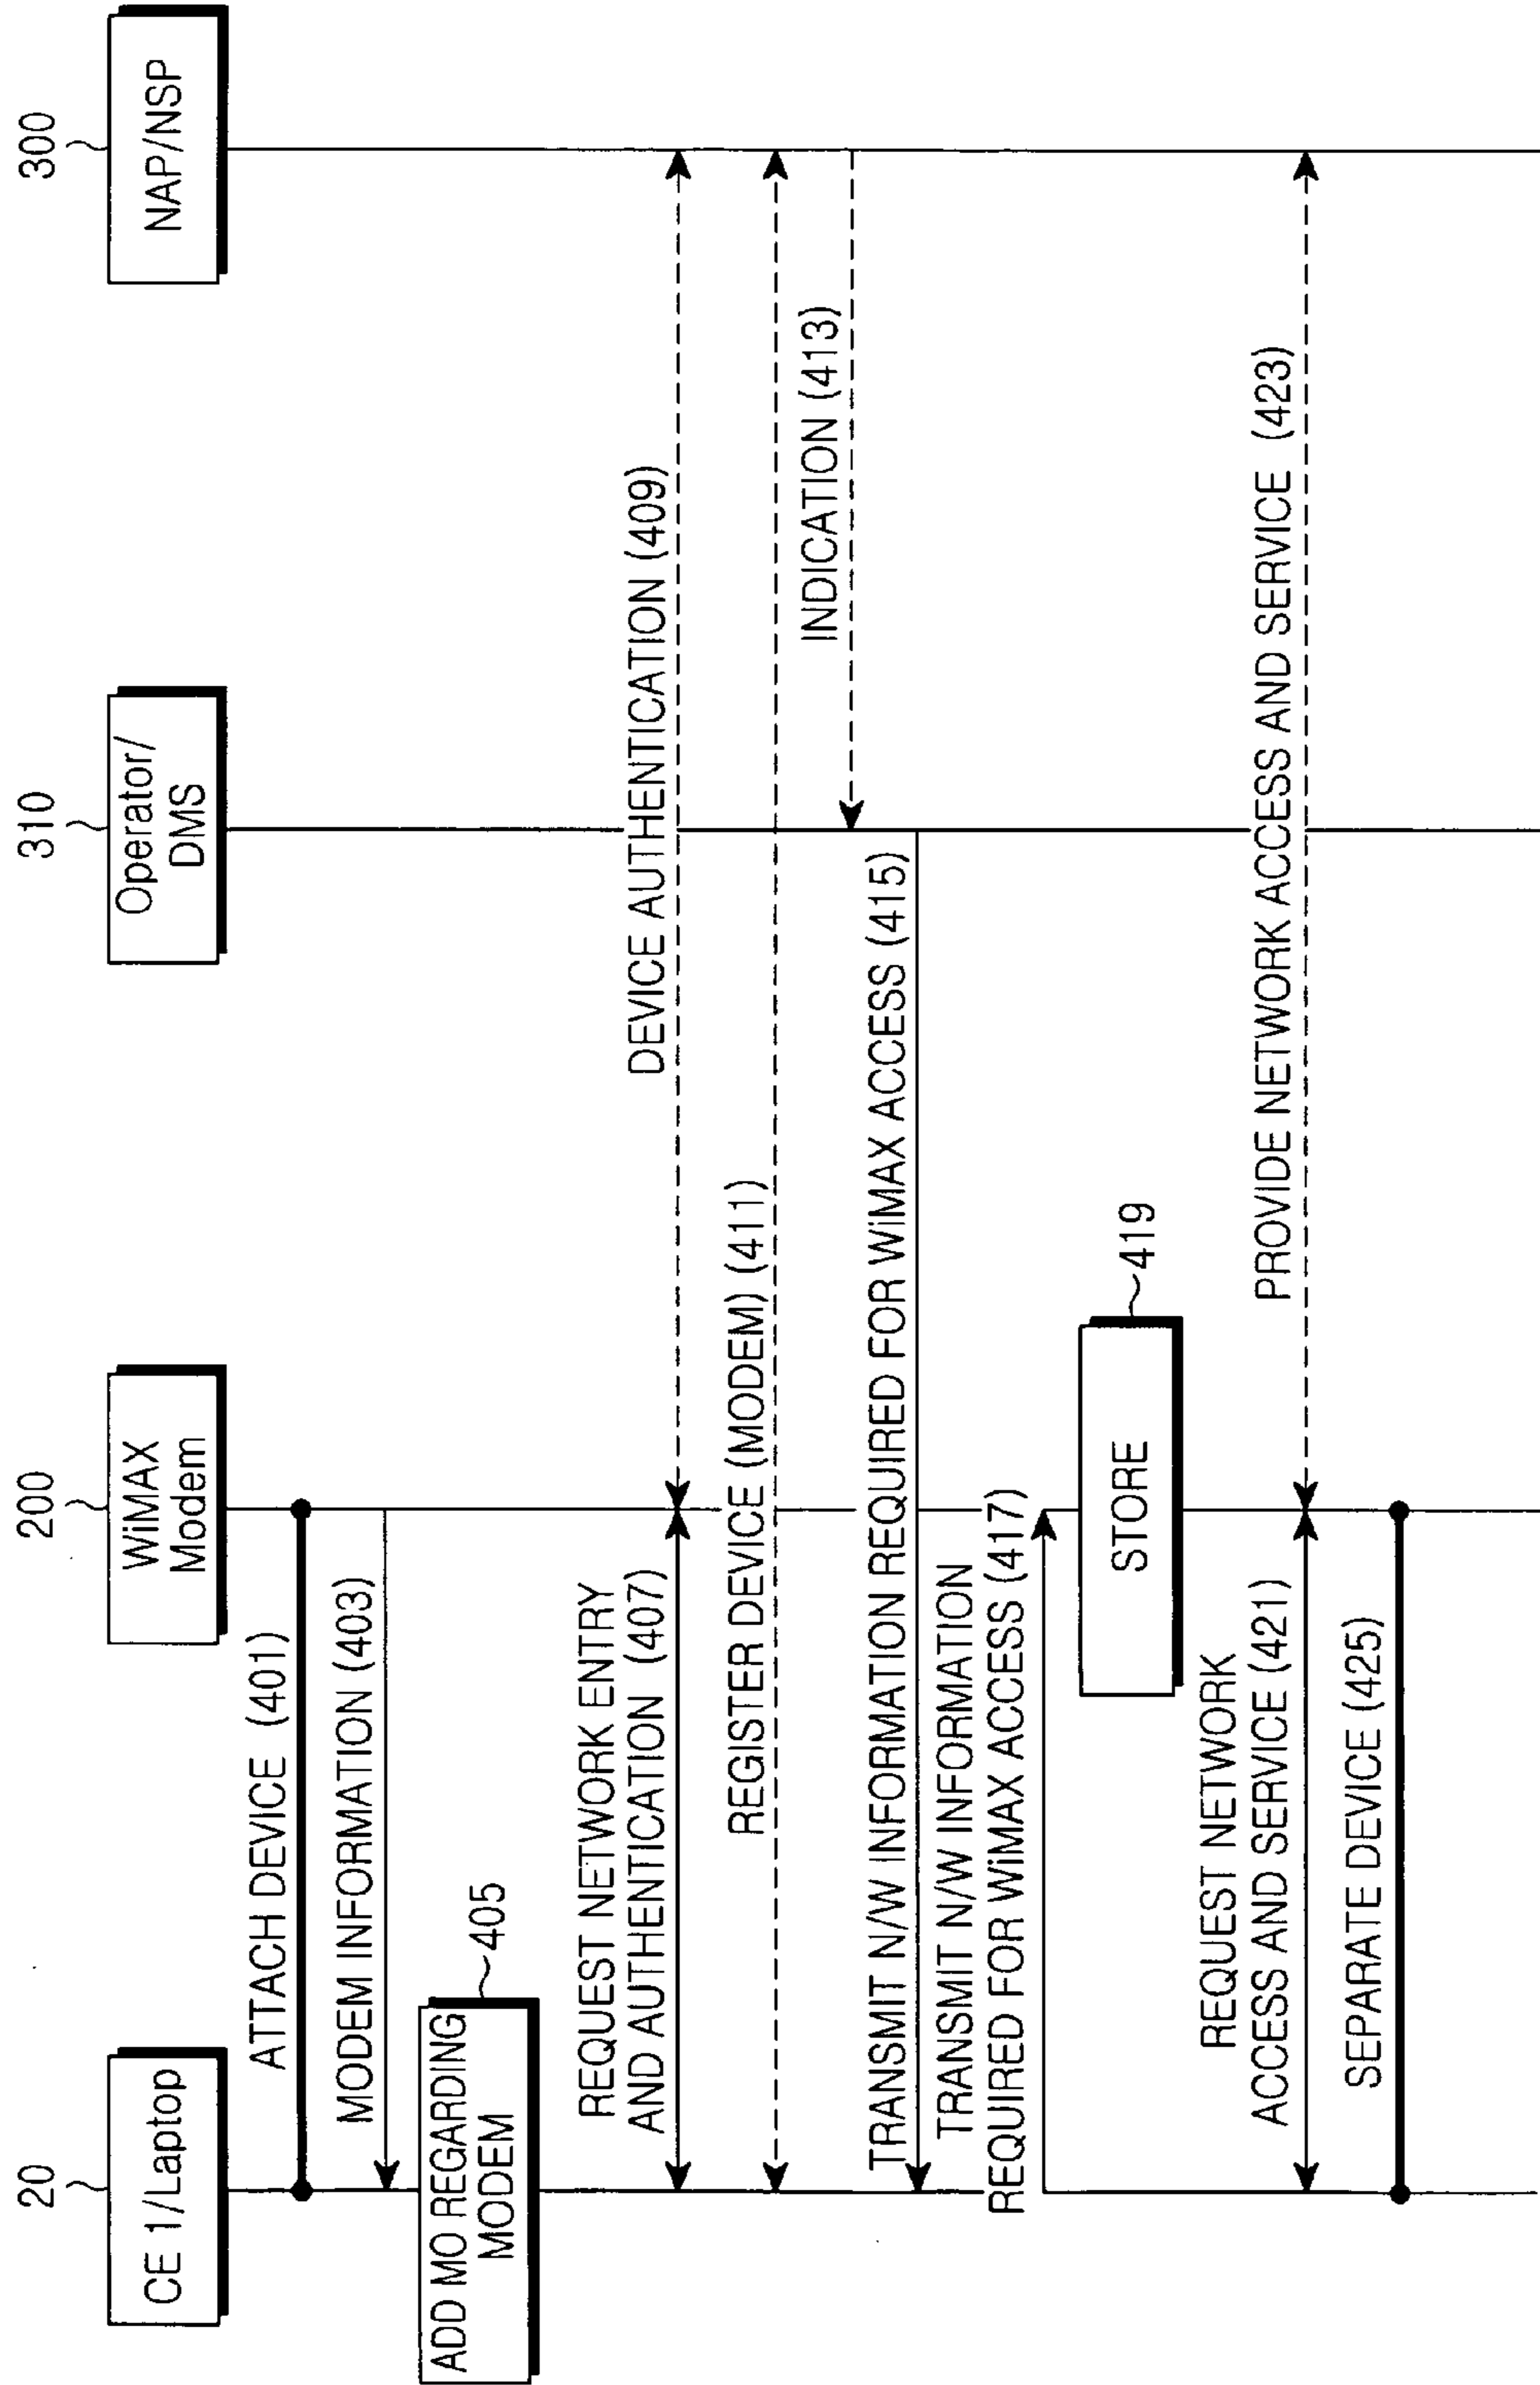 20
200
310
300
CE 1/Laptop
WiMAX
Modem
Operator/
DMS
NAP/NSP
ATTACH DEVICE (401)
MODEM INFORMATION (403)
ADD MO REGARDING
MODEM
405
REQUEST NETWORK ENTRY
AND AUTHENTICATION (407)
DEVICE AUTHENTICATION (409)
REGISTER DEVICE (MODEM) (411)
INDICATION (413)
TRANSMIT N/W INFORMATION REQUIRED FOR WiMAX ACCESS (415)
TRANSMIT N/W INFORMATION
REQUIRED FOR WiMAX ACCESS (417)
STORE
419
REQUEST NETWORK
ACCESS AND SERVICE (421)
PROVIDE NETWORK ACCESS AND SERVICE (423)
SEPARATE DEVICE (425)